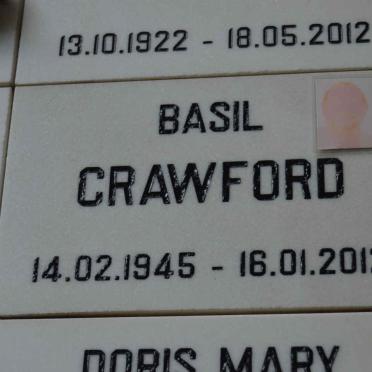 13.10.1922 - 18.05.2012
BASIL
CRAWFORD
14.02.1945 - 16.01.201
DORIS MARY